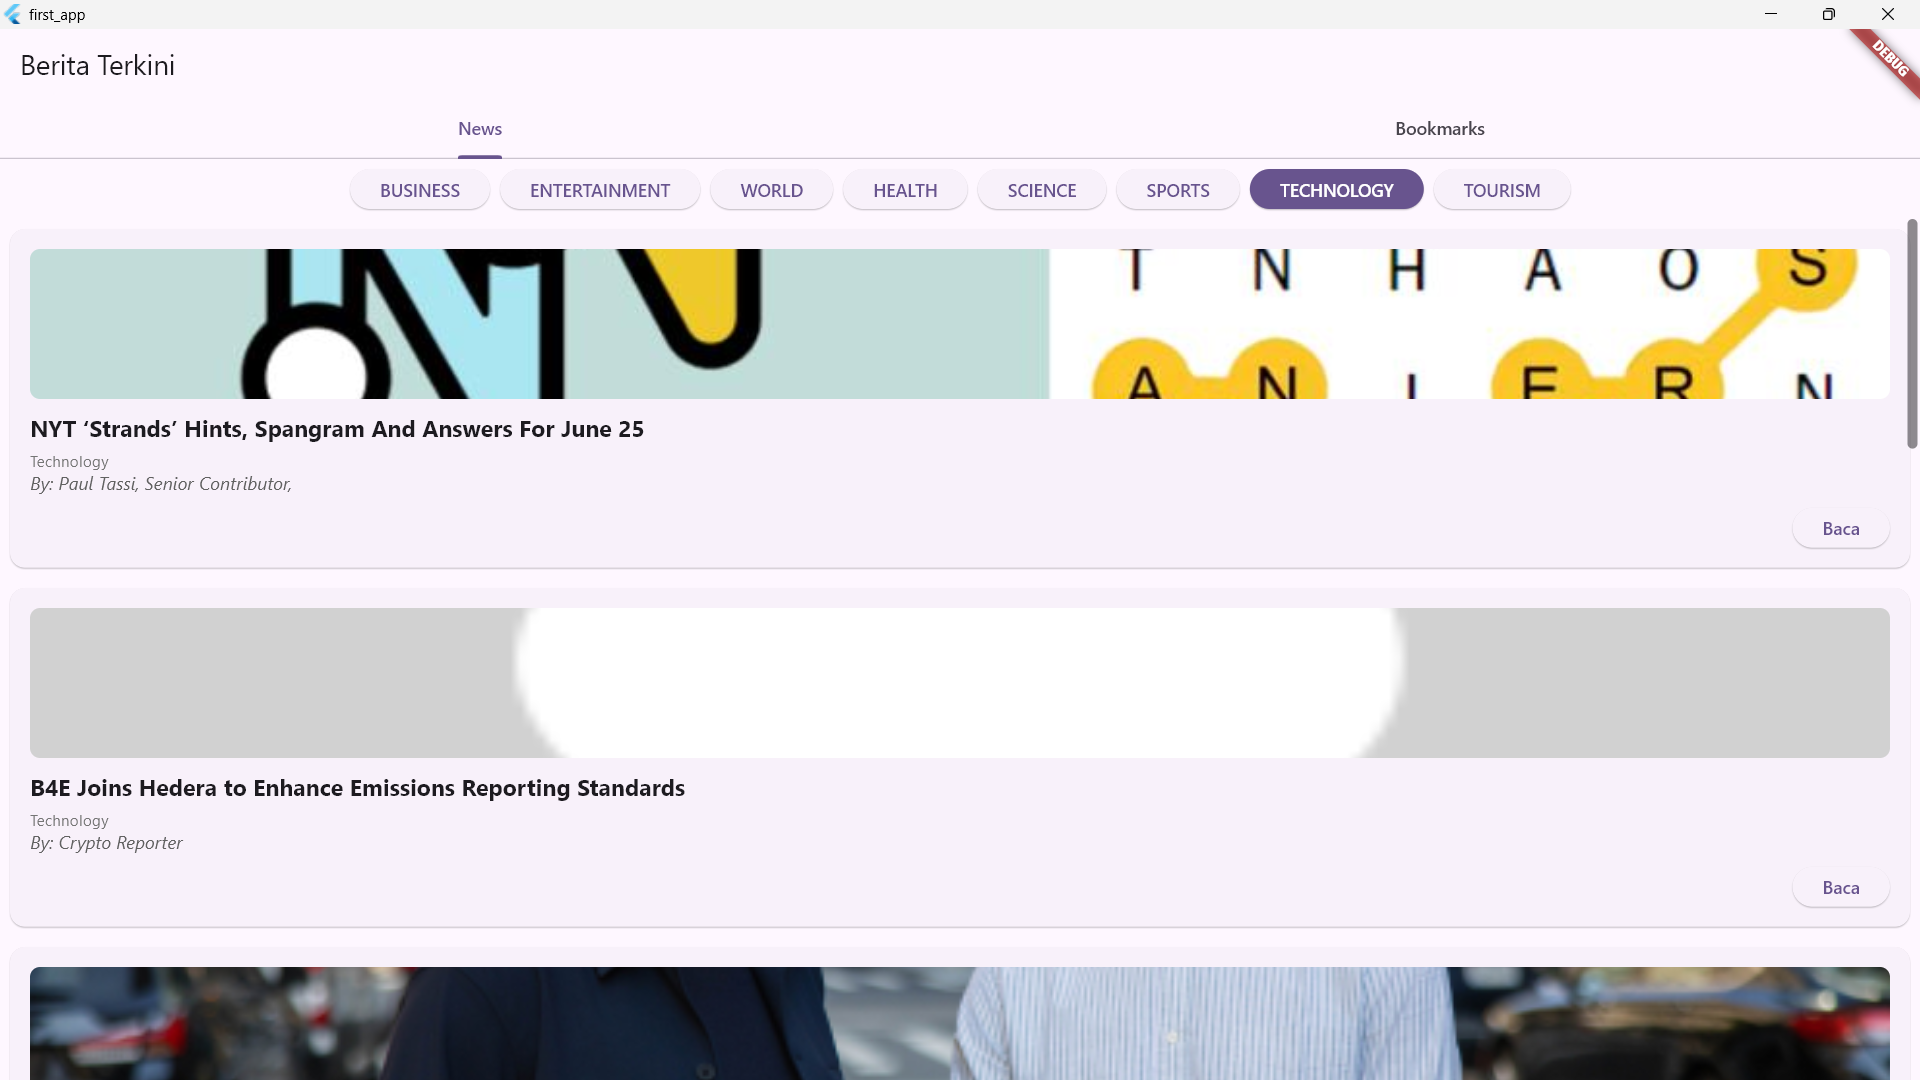 first_app
DEBUG
Berita Terkini
News
Bookmarks
BUSINESS
ENTERTAINMENT
WORLD
HEALTH
SCIENCE
SPORTS
TECHNOLOGY
TOURISM
T N H A O S
A N I E R N
NYT ‘Strands’ Hints, Spangram And Answers For June 25
Technology
By: Paul Tassi, Senior Contributor,
Baca
B4E Joins Hedera to Enhance Emissions Reporting Standards
Technology
By: Crypto Reporter
Baca